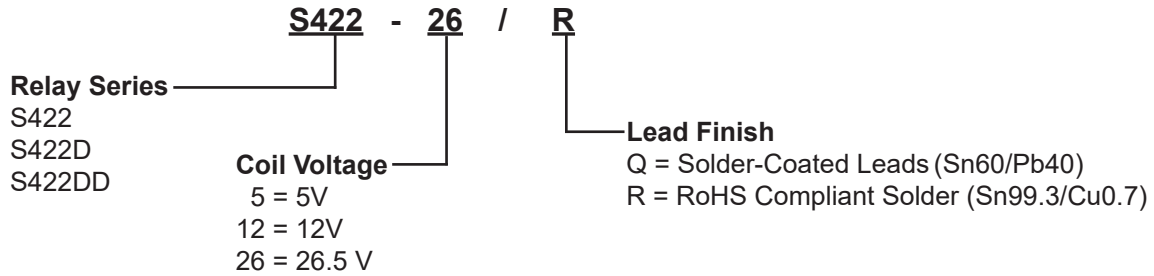 S422 - 26 / R
Relay Series
S422
S422D
S422DD
Coil Voltage
5 = 5V
12 = 12V
26 = 26.5 V
Lead Finish
Q = Solder-Coated Leads (Sn60/Pb40)
R = RoHS Compliant Solder (Sn99.3/Cu0.7)